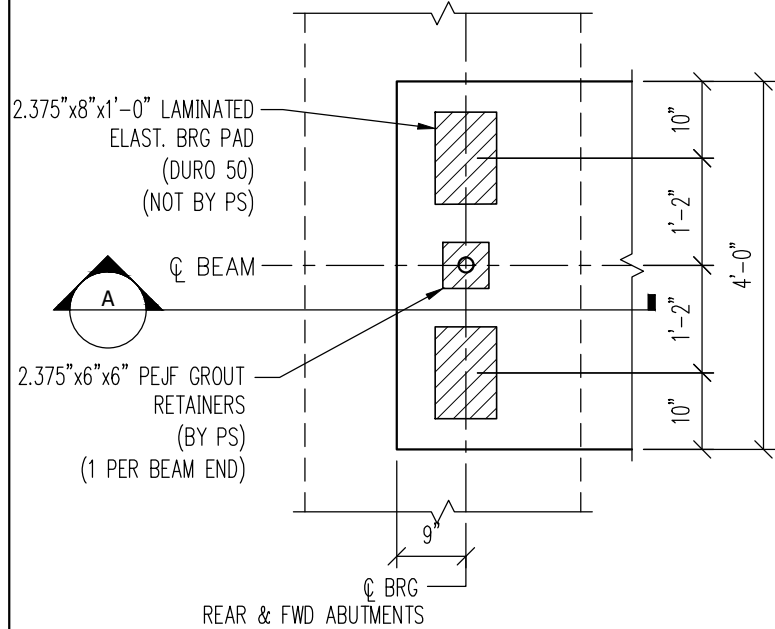 2.375"x8"x1'-0" LAMINATED
ELAST. BRG PAD
(DURO 50)
(NOT BY PS)
℄ BEAM
A
2.375"x6"x6" PEJF GROUT
RETAINERS
(BY PS)
(1 PER BEAM END)
10"
1'-2"
1'-2"
10"
4'-0"
9"
℄ BRG
REAR & FWD ABUTMENTS